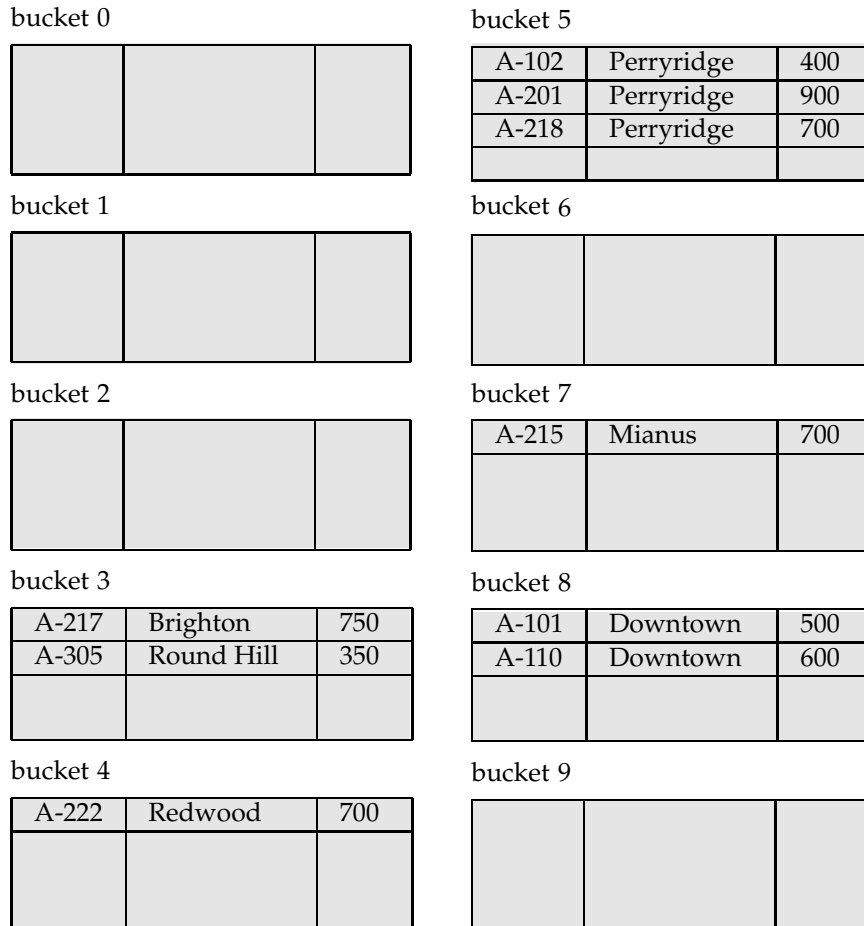 bucket 0
bucket 1
bucket 2
bucket 3
A-217 Brighton 750
A-305 Round Hill 350
bucket 4
A-222 Redwood 700
bucket 5
A-102 Perryridge 400
A-201 Perryridge 900
A-218 Perryridge 700
bucket 6
bucket 7
A-215 Mianus 700
bucket 8
A-101 Downtown 500
A-110 Downtown 600
bucket 9